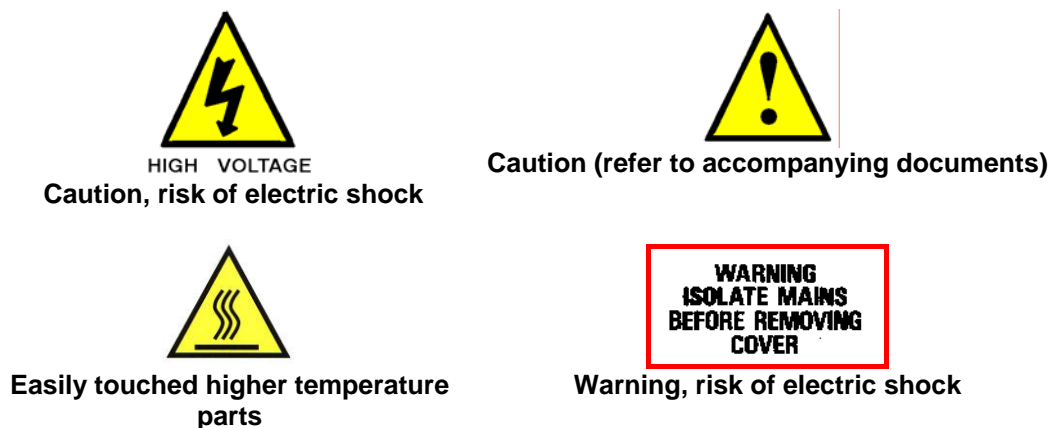 HIGH VOLTAGE
Caution, risk of electric shock
Caution (refer to accompanying documents)
Easily touched higher temperature
parts
WARNING
ISOLATE MAINS
BEFORE REMOVING
COVER
Warning, risk of electric shock